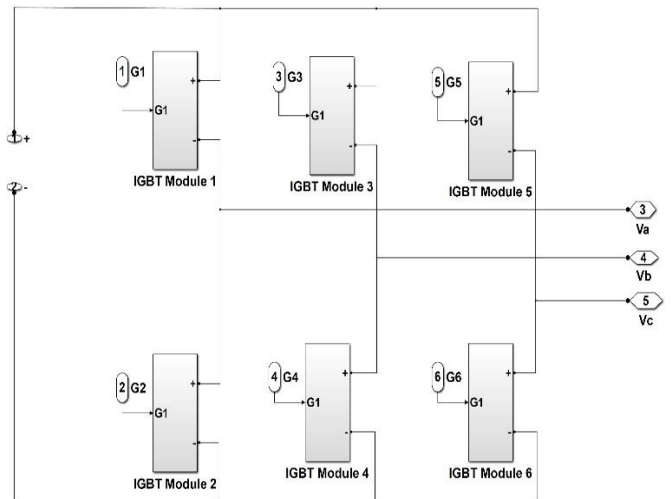 1 G1
G1
+
-
IGBT Module 1
3 G3
G1
+
-
IGBT Module 3
5 G5
G1
+
-
IGBT Module 5
1 +
2 -
3
Va
4
Vb
5
Vc
2 G2
G1
+
-
IGBT Module 2
4 G4
G1
+
-
IGBT Module 4
6 G6
G1
+
-
IGBT Module 6